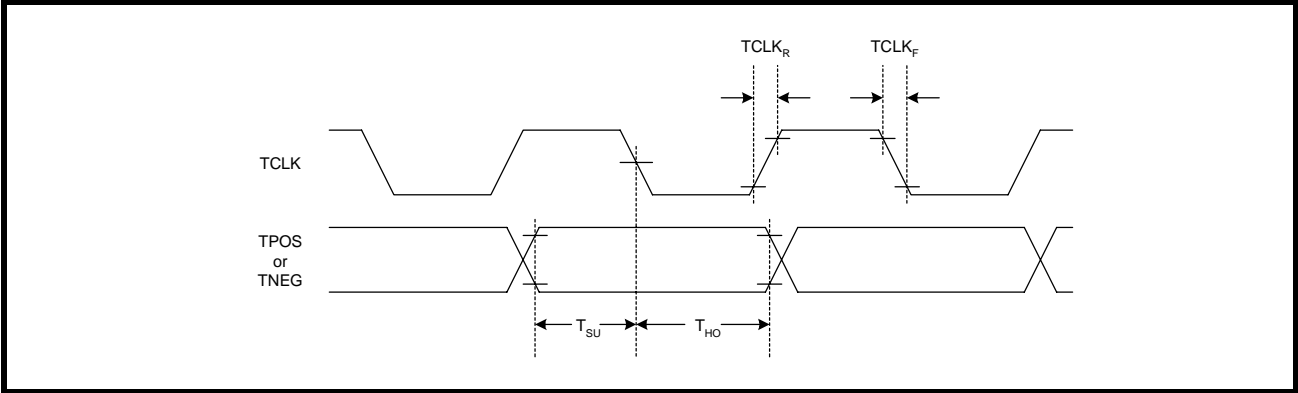 TCLKR TCLKF
TCLK
TPOS
or
TNEG
TSU THO